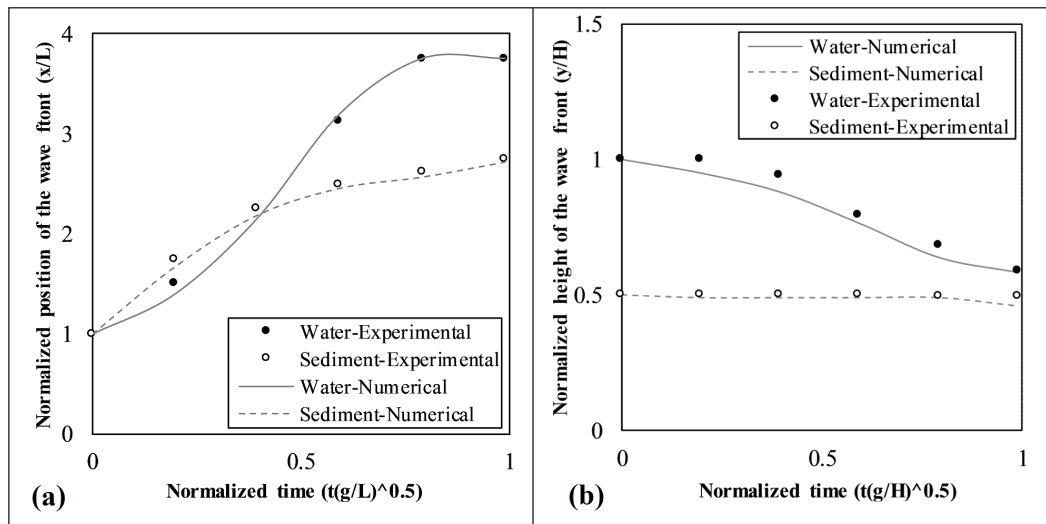 4
3
2
1
0
0
0.5
1
Normalized position of the wave ftont (x/L)
Water-Experimental
Sediment-Experimental
Water-Numerical
Sediment-Numerical
Normalized time (t(g/L)^0.5)
(a)
1.5
1
0.5
0
0
0.5
1
Normalized height of the wave front (y/H)
Water-Numerical
Sediment-Numerical
Water-Experimental
Sediment-Experimental
Normalized time (t(g/H)^0.5)
(b)